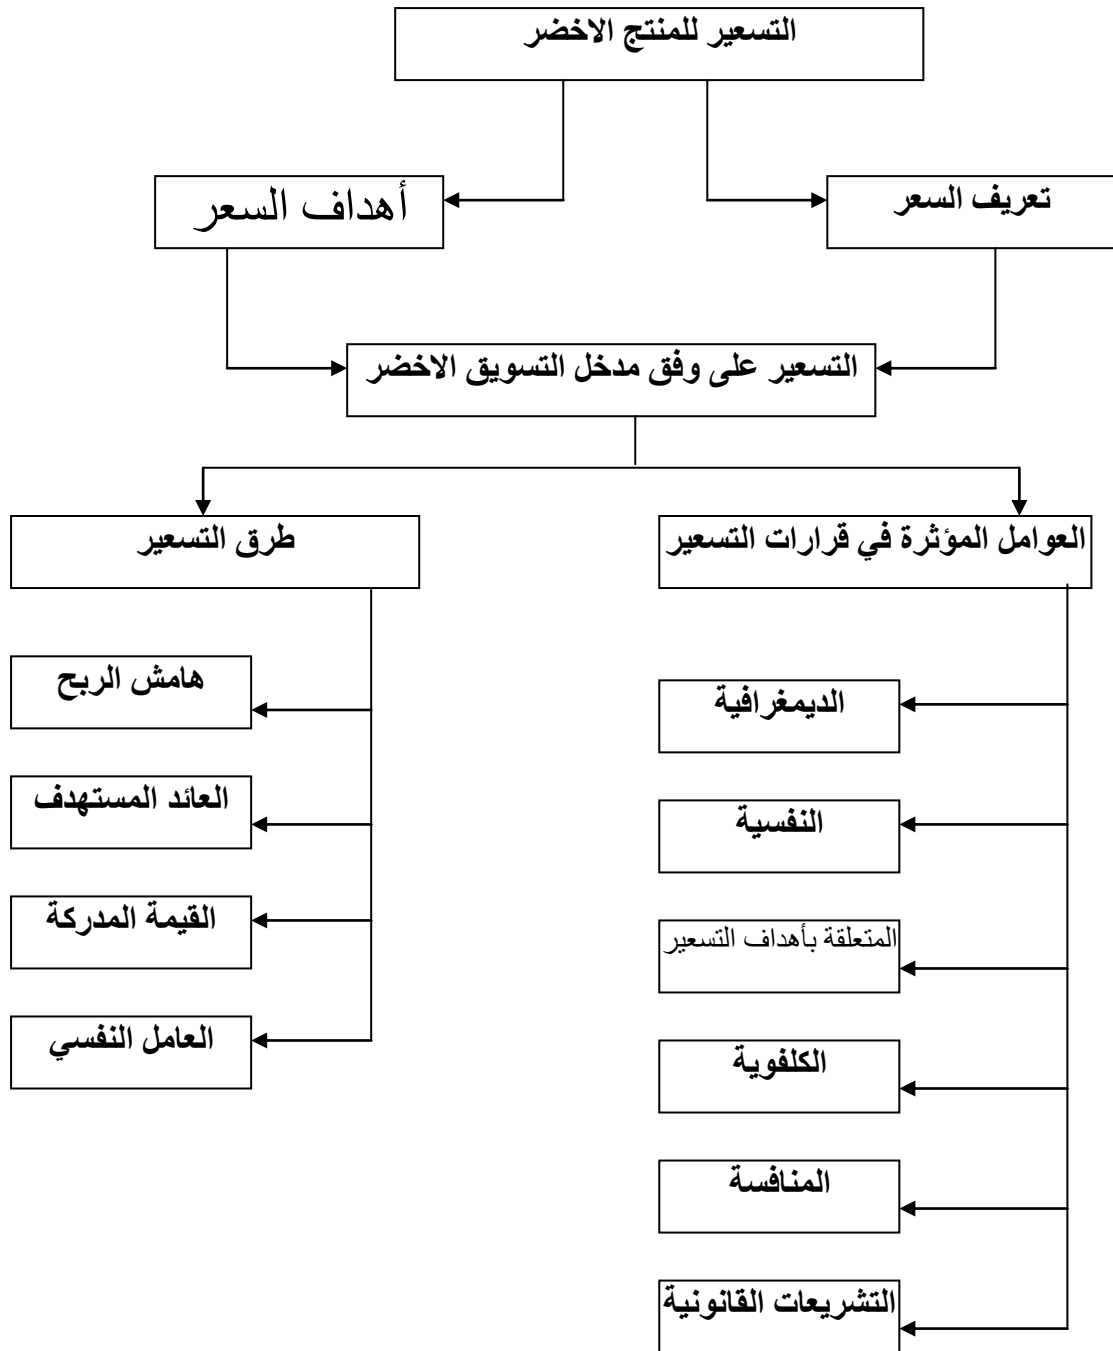 التسعير للمنتج الاخضر
تعريف السعر
أهداف السعر
التسعير على وفق مدخل التسويق الاخضر
العوامل المؤثرة في قرارات التسعير
طرق التسعير
الديمغرافية
النفسية
المتعلقة بأهداف التسعير
الكلفوية
المنافسة
التشريعات القانونية
هامش الربح
العائد المستهدف
القيمة المدركة
العامل النفسي